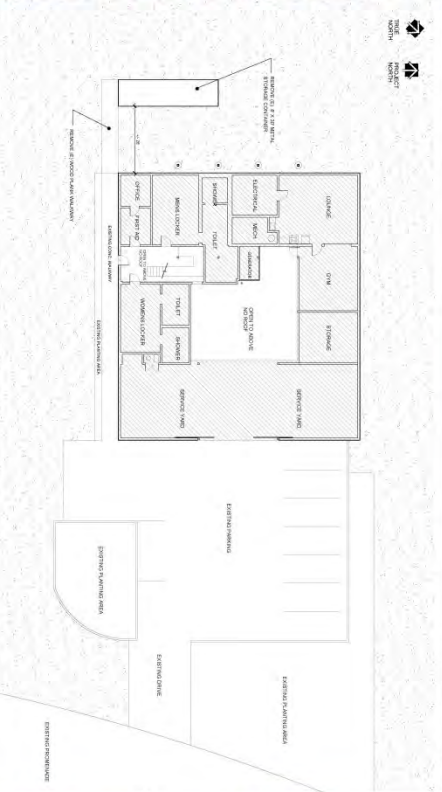 TRUE
NORTH
PROJECT
NORTH
REMOVE (E) 8' X 20' METAL
STORAGE CONTAINER
REMOVE (E) WOOD PLANK WALKWAY
LOUNGE
ELECTRICAL
SHOWER
MENS LOCKER
OFFICE
MECH
TOILET
FIRST AID
GYM
GENERATOR
OPEN TO ABOVE
NO ROOF
STORAGE
TOILET
SHOWER
WOMENS LOCKER
EXISTING CONC. WALKWAY
EXISTING PLANTING AREA
SERVICE YARD
SERVICE YARD
EXISTING PARKING
EXISTING PLANTING AREA
EXISTING DRIVE
EXISTING PLANTING AREA
EXISTING PROMENADE